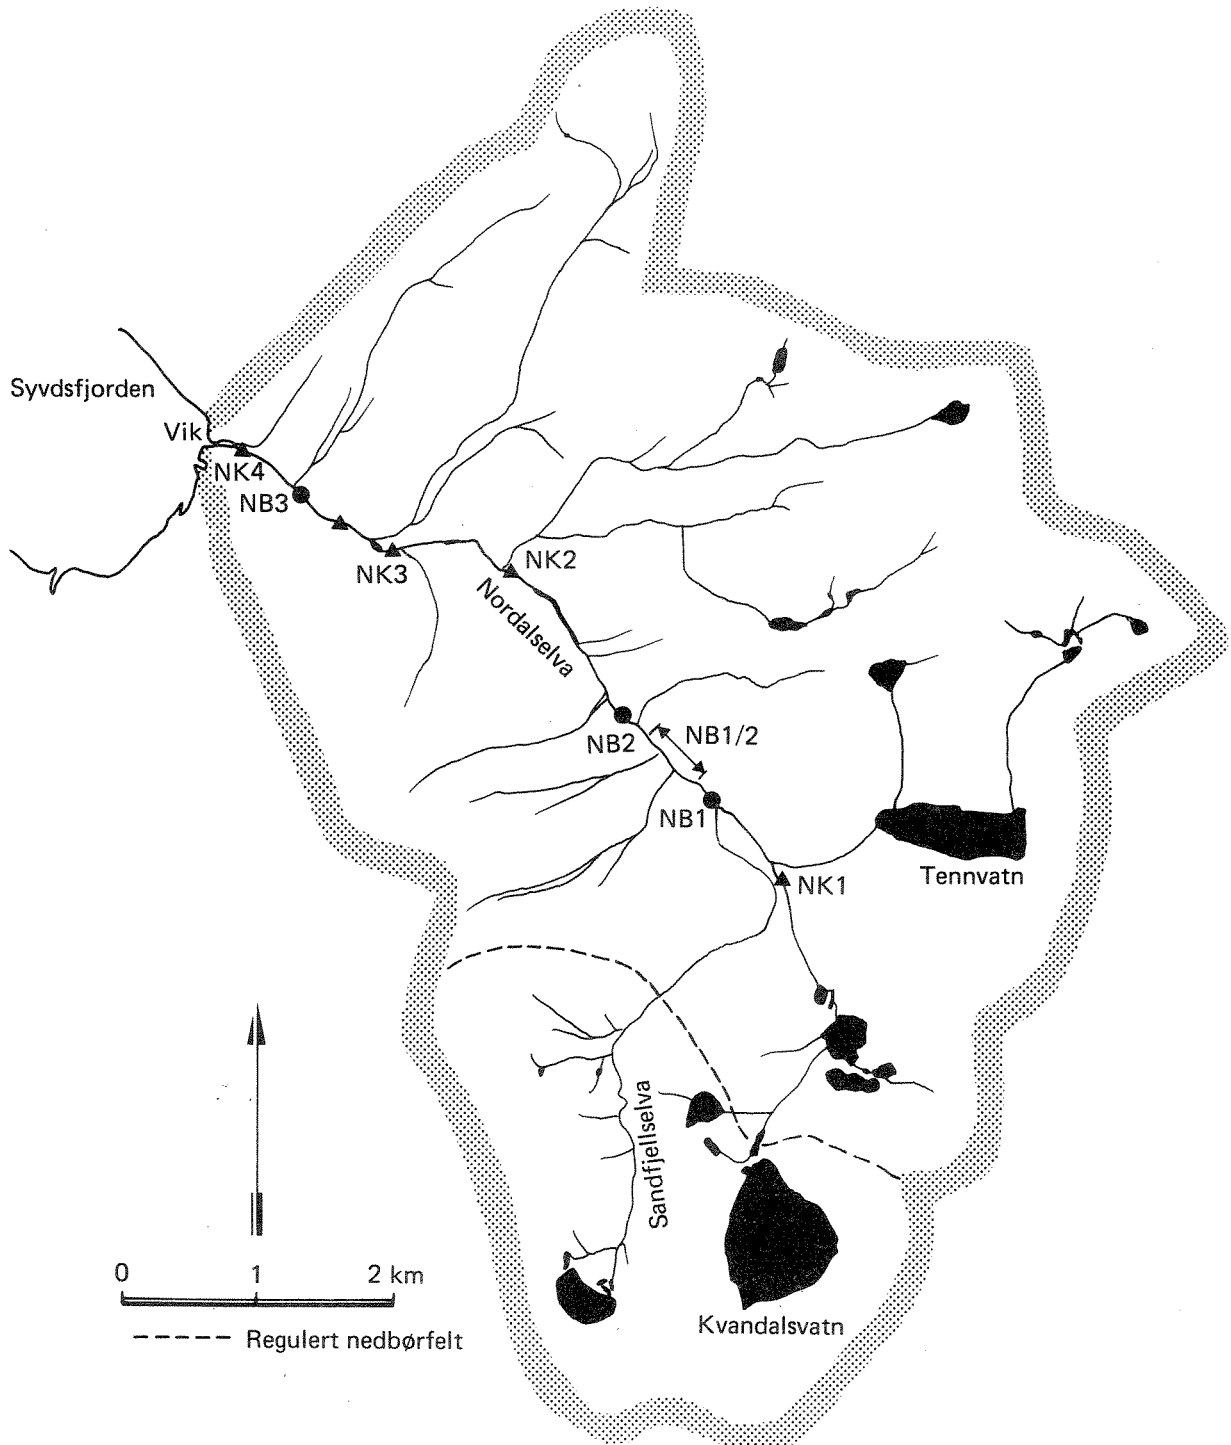 Syvdsfjorden
Vik
NK4
NB3
NK3
NK2
Nordalselva
NB2
NB1/2
NB1
NK1
Tennvatn
Sandfjellselva
Kvandalsvatn
0 1 2 km
Regulert nedbørfelt